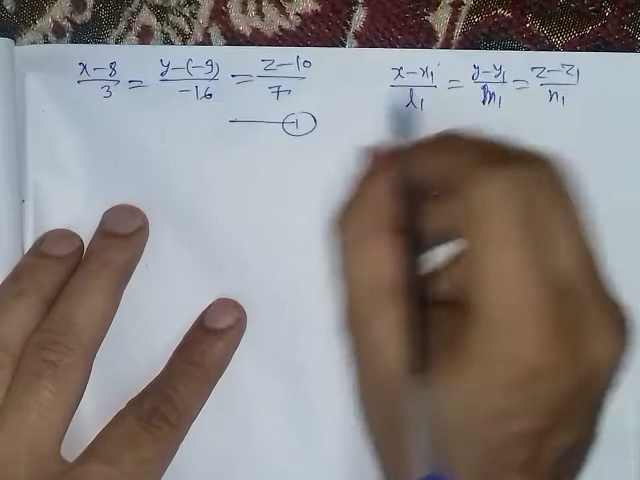 x-8/3 = y-(-9)/-16 = z-10/7
x-x₁/l₁ = y-y₁/m₁ = z-z₁/n₁
1